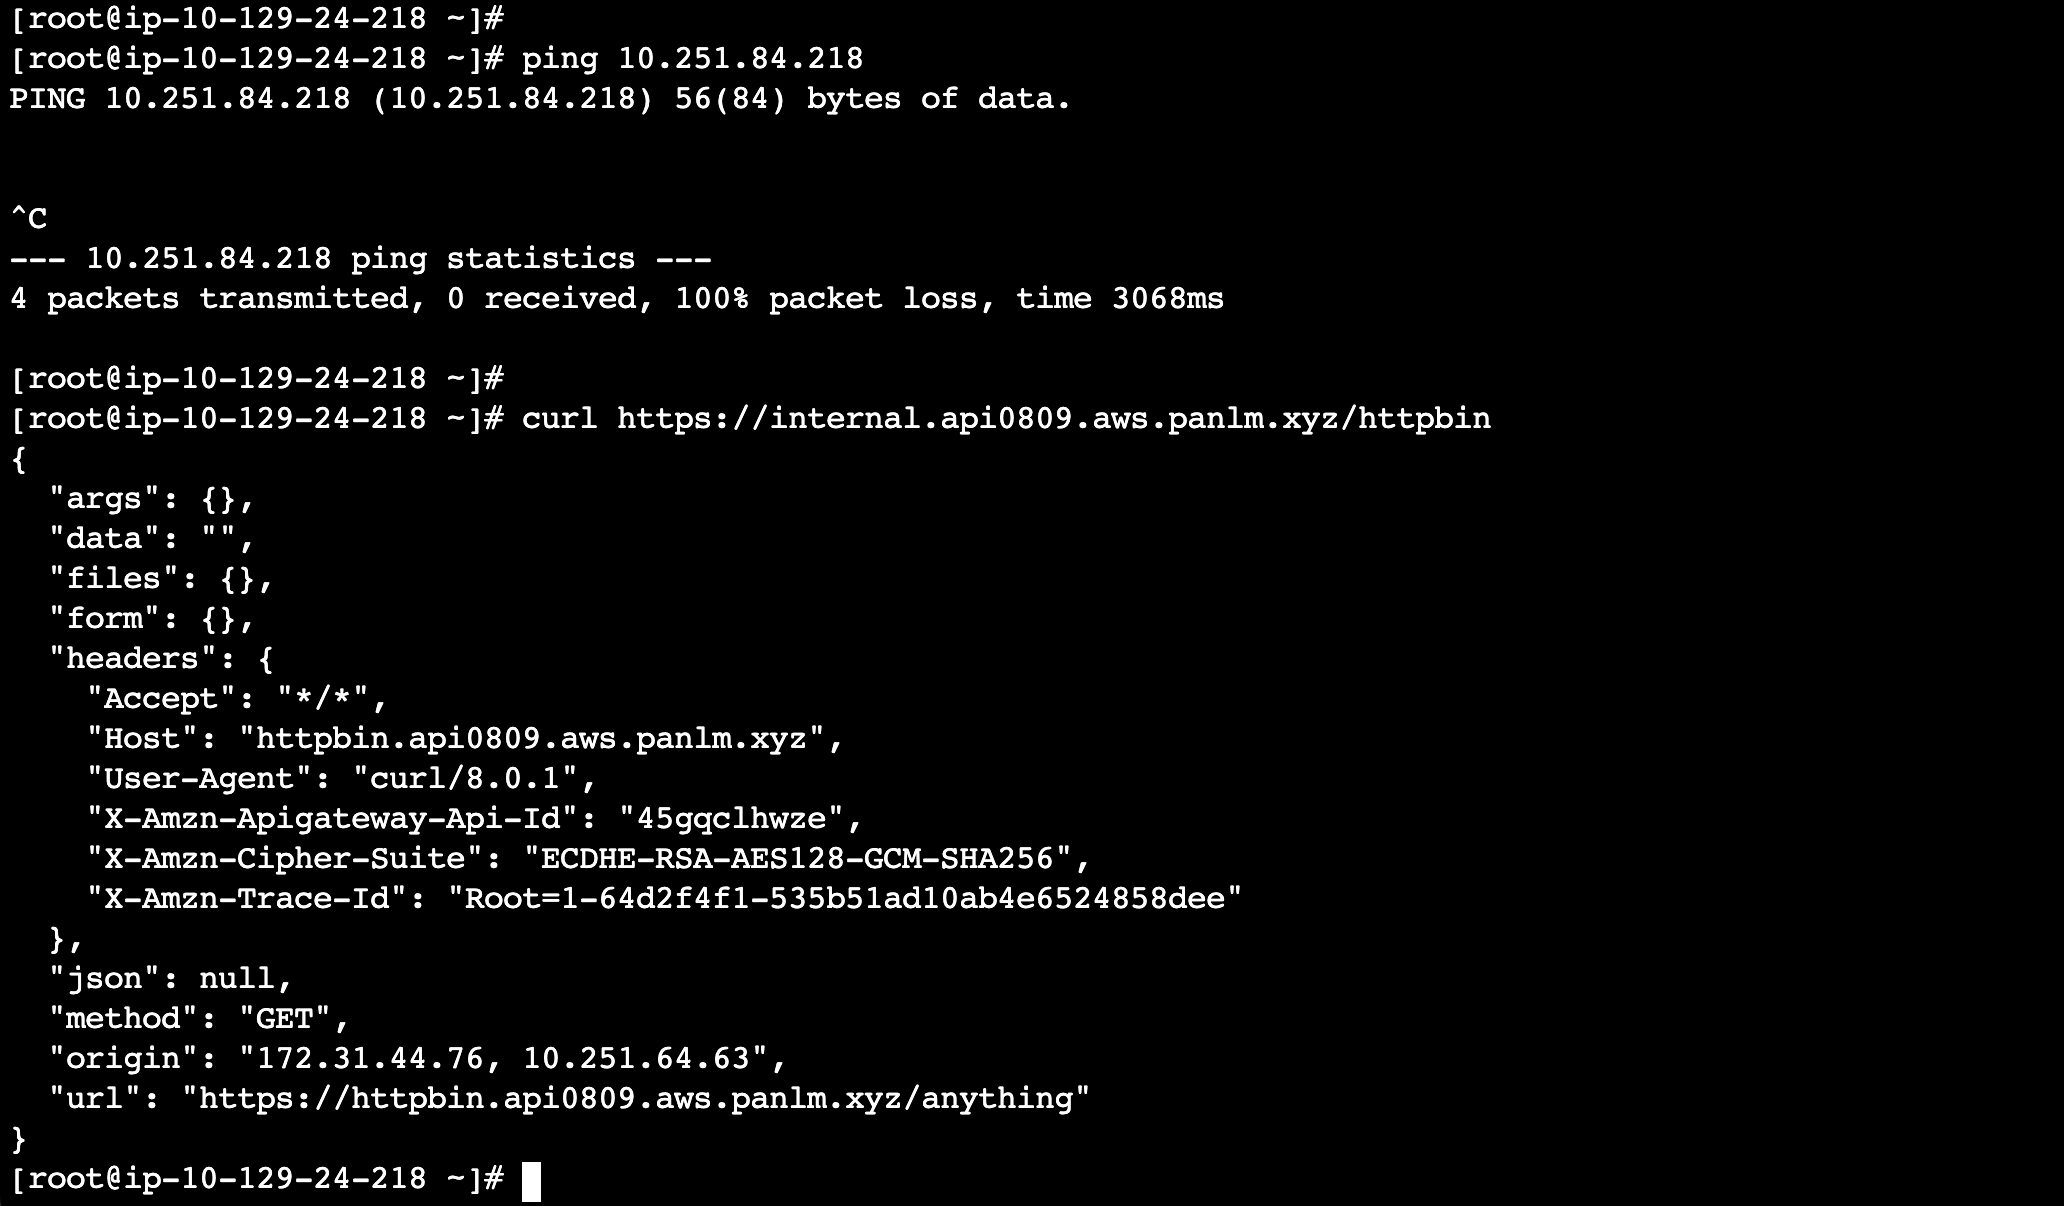 [root@ip-10-129-24-218 ~]#
[root@ip-10-129-24-218 ~]# ping 10.251.84.218
PING 10.251.84.218 (10.251.84.218) 56(84) bytes of data.
^C
--- 10.251.84.218 ping statistics ---
4 packets transmitted, 0 received, 100% packet loss, time 3068ms
[root@ip-10-129-24-218 ~]#
[root@ip-10-129-24-218 ~]# curl https://internal.api0809.aws.panlm.xyz/httpbin
{
  "args": {},
  "data": "",
  "files": {},
  "form": {},
  "headers": {
    "Accept": "*/*",
    "Host": "httpbin.api0809.aws.panlm.xyz",
    "User-Agent": "curl/8.0.1",
    "X-Amzn-Apigateway-Api-Id": "45gqclhwze",
    "X-Amzn-Cipher-Suite": "ECDHE-RSA-AES128-GCM-SHA256",
    "X-Amzn-Trace-Id": "Root=1-64d2f4f1-535b51ad10ab4e6524858dee"
  },
  "json": null,
  "method": "GET",
  "origin": "172.31.44.76, 10.251.64.63",
  "url": "https://httpbin.api0809.aws.panlm.xyz/anything"
}
[root@ip-10-129-24-218 ~]#